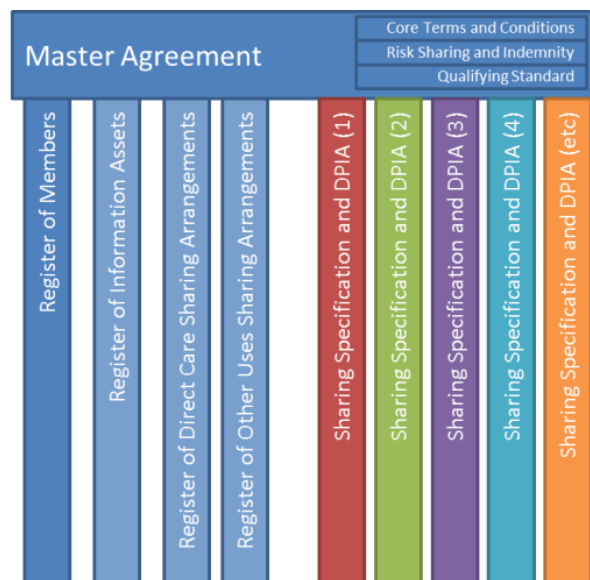 Master Agreement
Core Terms and Conditions
Risk Sharing and Indemnity
Qualifying Standard
Register of Members
Register of Information Assets
Register of Direct Care Sharing Arrangements
Register of Other Uses Sharing Arrangements
Sharing Specification and DPIA (1)
Sharing Specification and DPIA (2)
Sharing Specification and DPIA (3)
Sharing Specification and DPIA (4)
Sharing Specification and DPIA (etc)